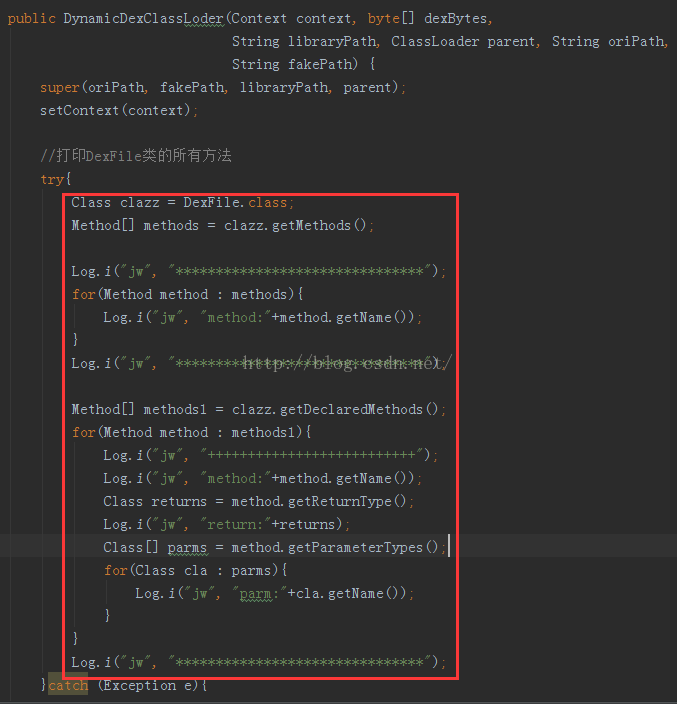 public DynamicDexClassLoder(Context context, byte[] dexBytes,
String libraryPath, ClassLoader parent, String oriPath,
String fakePath) {
super(oriPath, fakePath, libraryPath, parent);
setContext(context);
//打印DexFile类的所有方法
try{
Class clazz = DexFile.class;
Method[] methods = clazz.getMethods();
Log.i("jw", "*******************************");
for(Method method : methods){
Log.i("jw", "method:"+method.getName());
}
Log.i("jw", "*******************************");
http://blog.csdn.net/
Method[] methods1 = clazz.getDeclaredMethods();
for(Method method : methods1){
Log.i("jw", "++++++++++++++++++++++++++");
Log.i("jw", "method:"+method.getName());
Class returns = method.getReturnType();
Log.i("jw", "return:"+returns);
Class[] parms = method.getParameterTypes();
for(Class cla : parms){
Log.i("jw", "parm:"+cla.getName());
}
}
Log.i("jw", "*******************************");
}catch (Exception e){